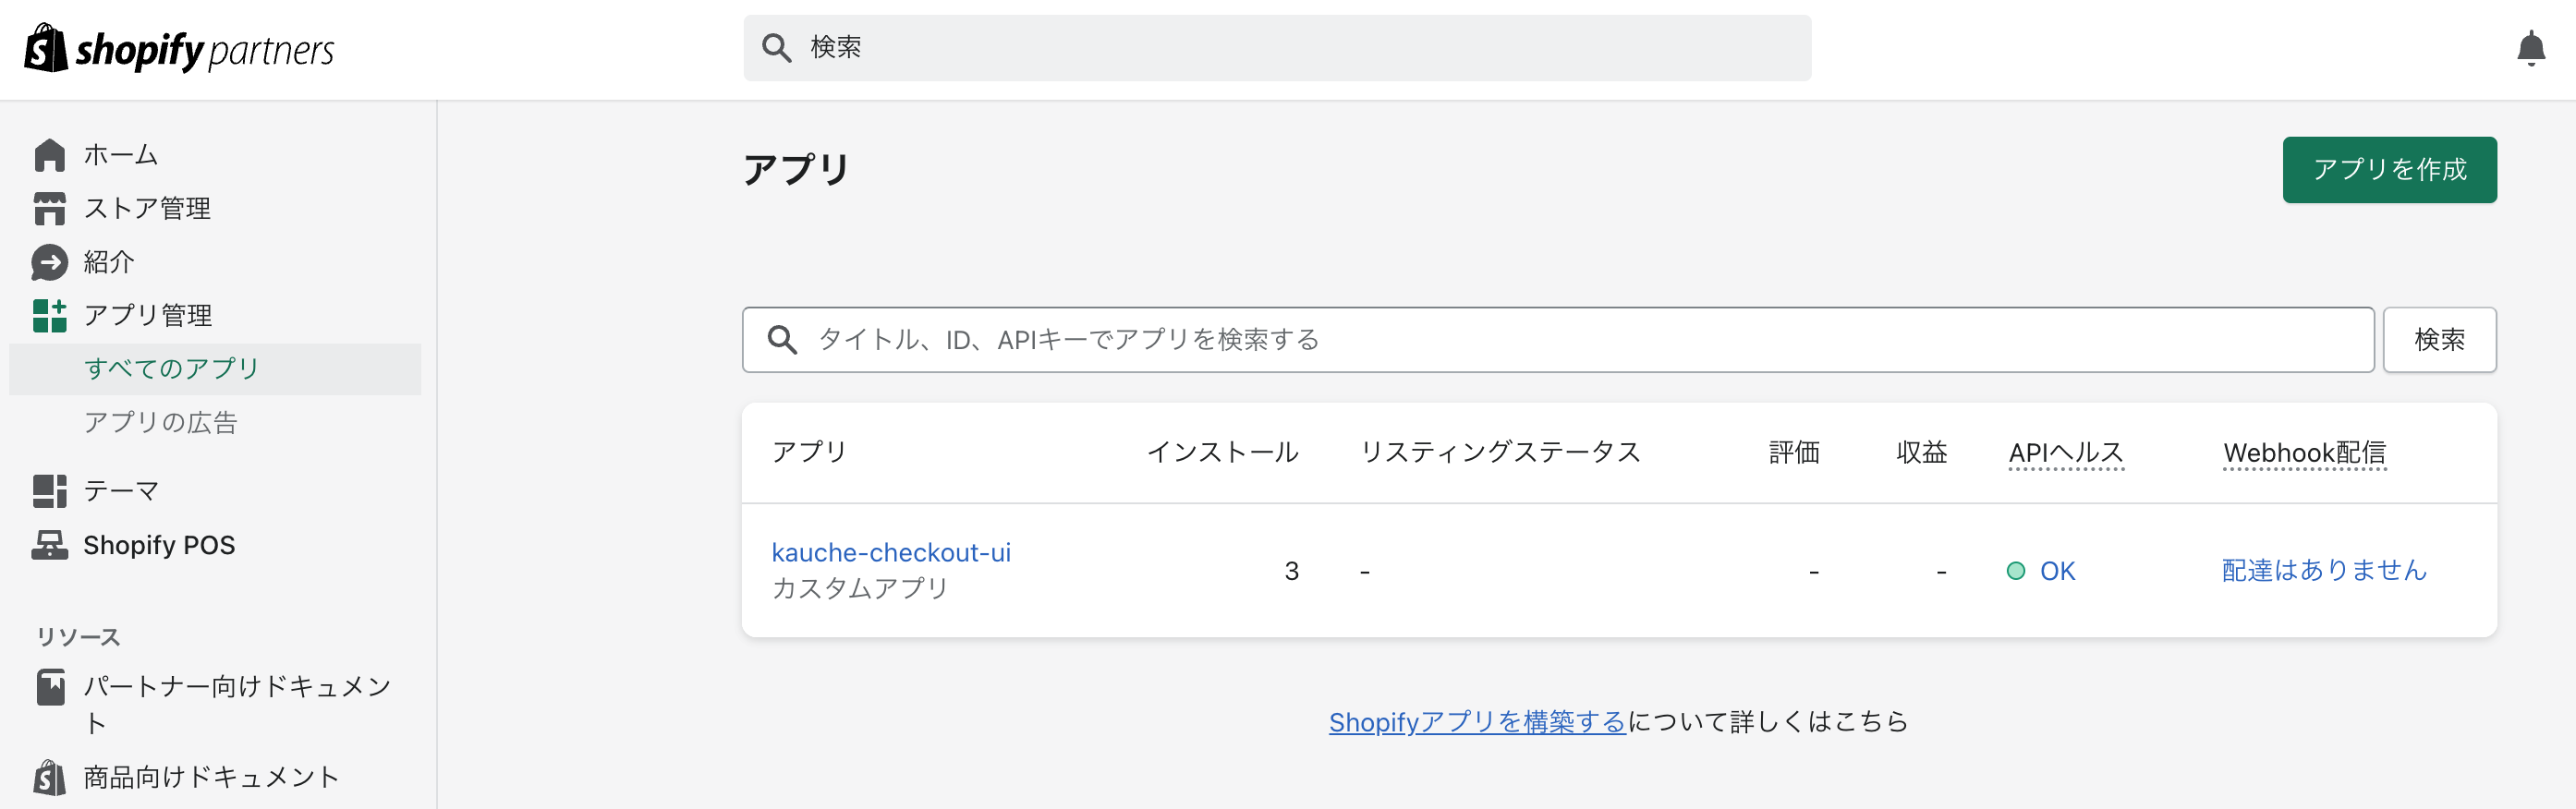 shopify partners
検索
ホーム
ストア管理
紹介
アプリ管理
すべてのアプリ
アプリの広告
テーマ
Shopify POS
リソース
パートナー向けドキュメン
ト
商品向けドキュメント
アプリ
アプリを作成
タイトル、ID、APIキーでアプリを検索する
検索
アプリ インストール リスティングステータス 評価 収益 APIヘルス Webhook配信
kauche-checkout-ui
カスタムアプリ
3 - - - OK 配達はありません
Shopifyアプリを構築するについて詳しくはこちら